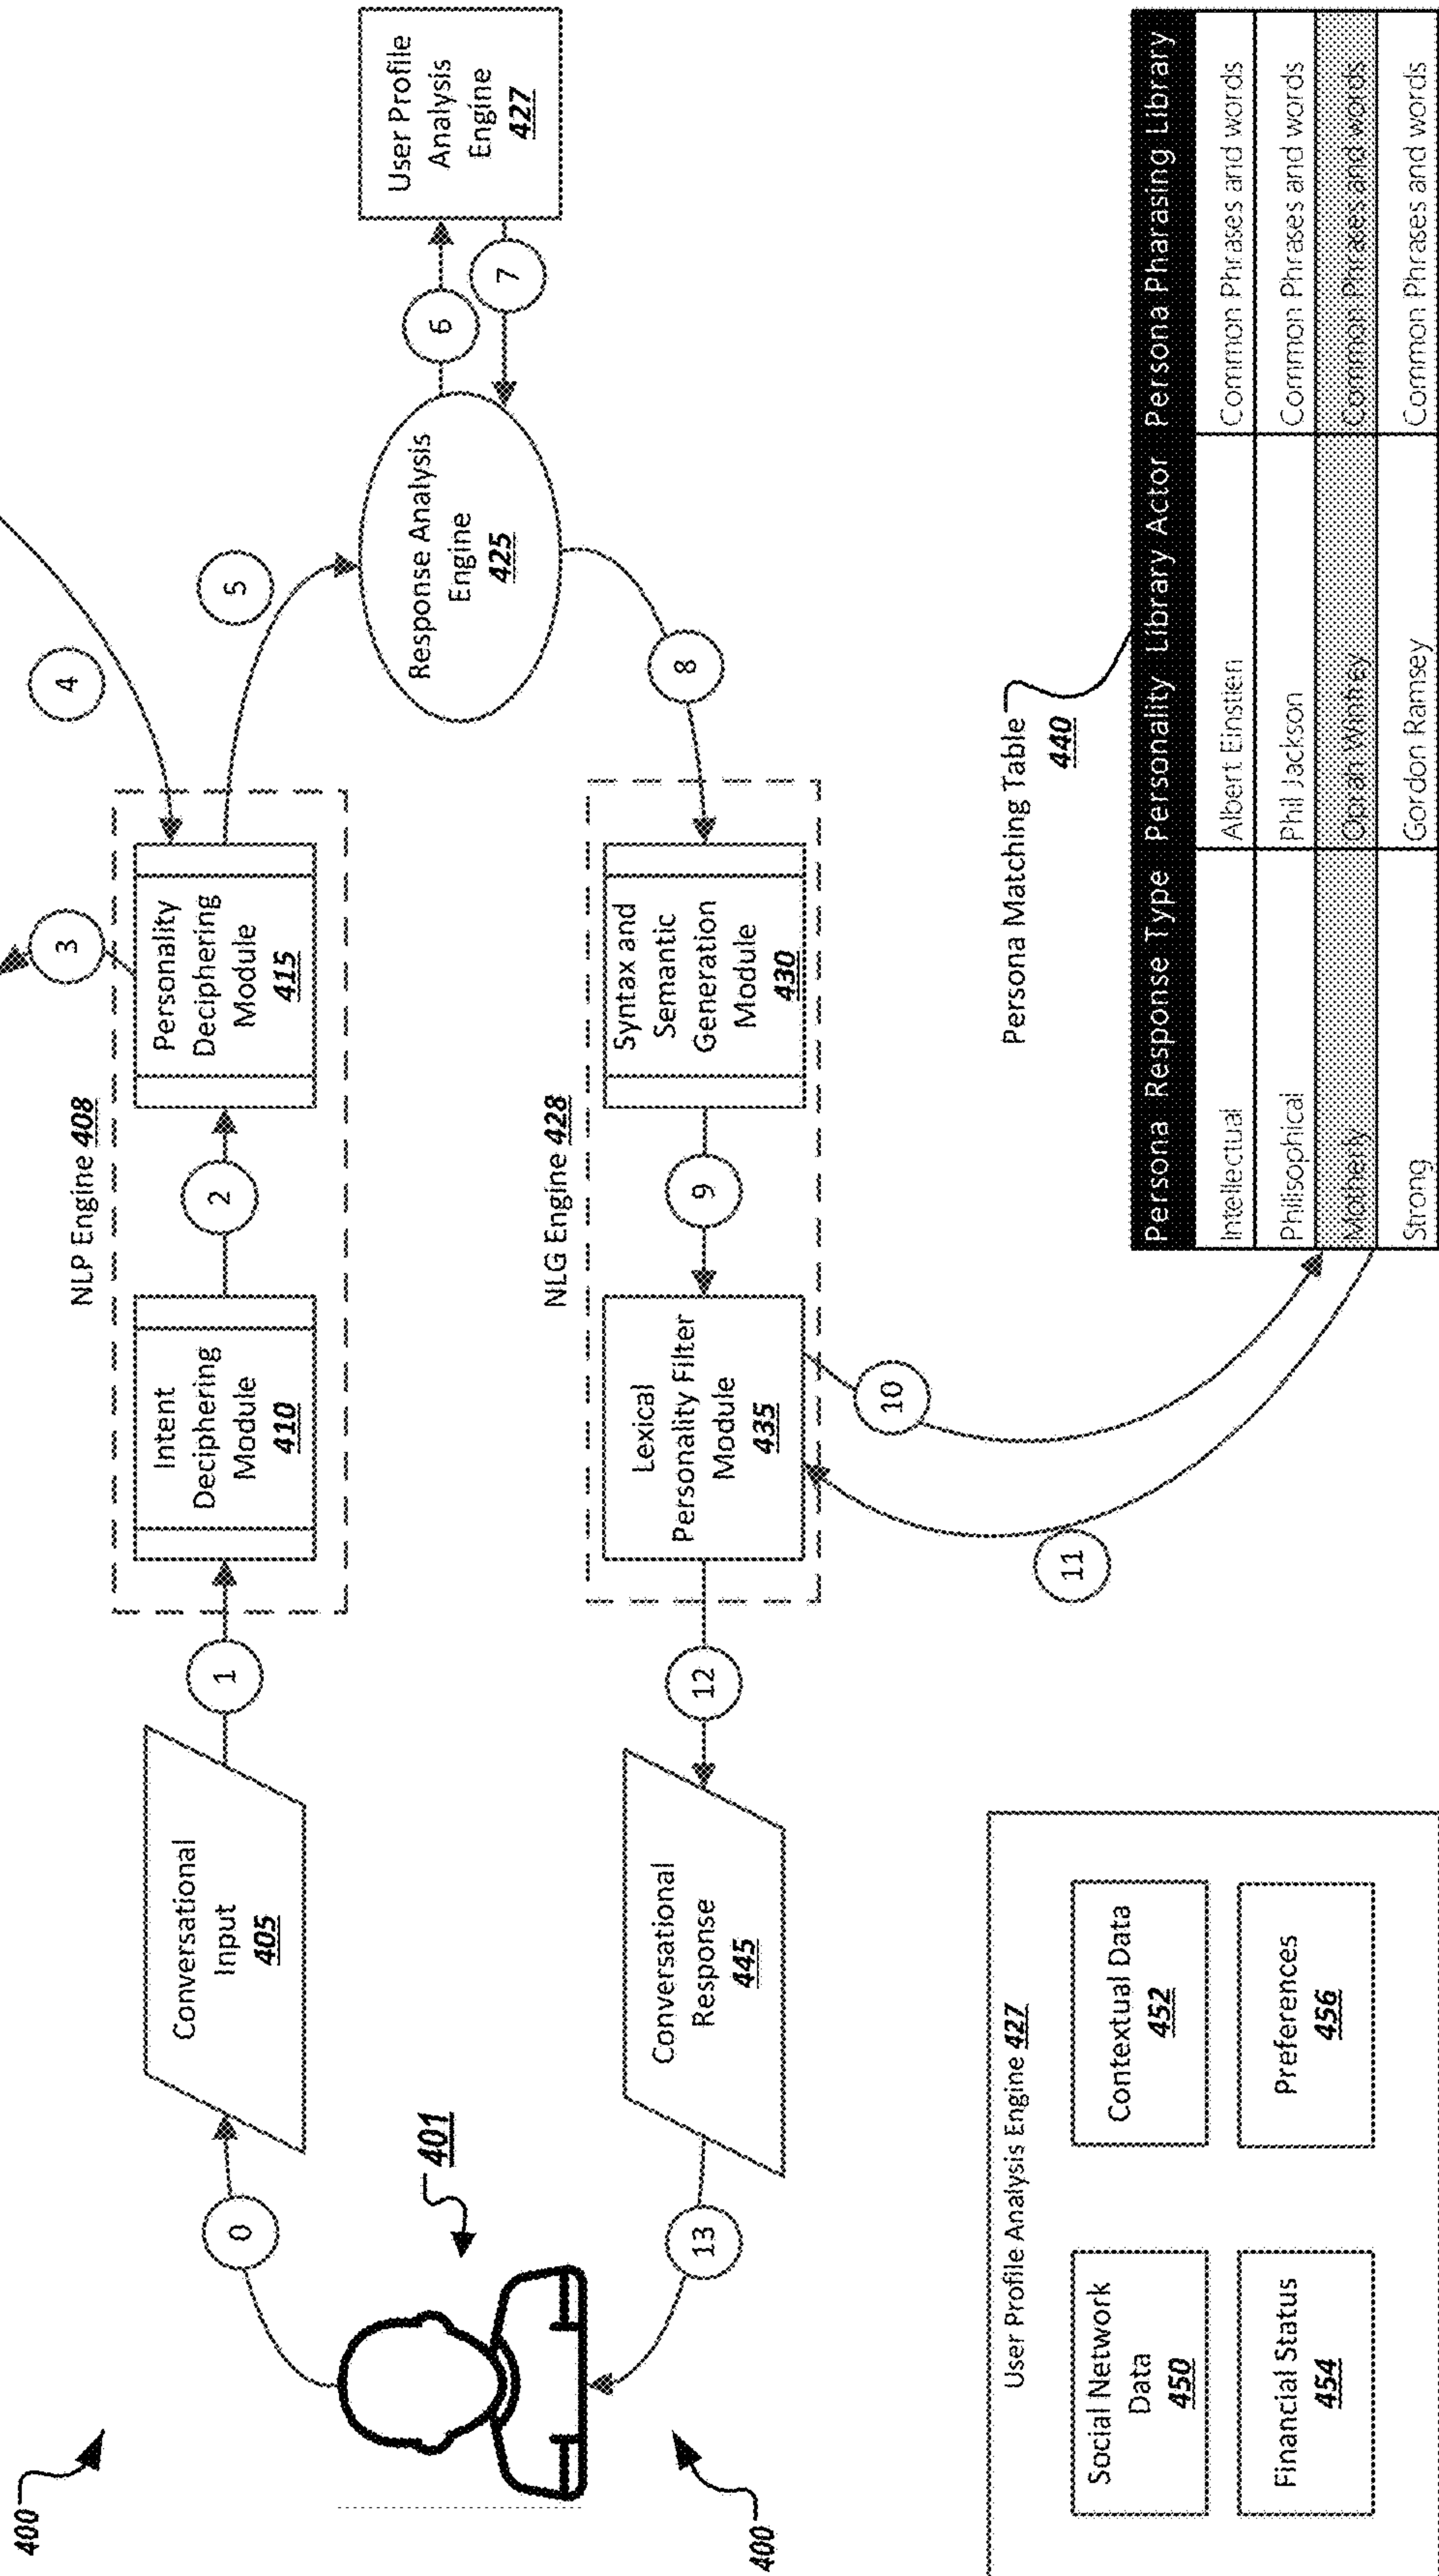 400
NLP Engine 408
0
Conversational
Input
405
1
Intent
Deciphering
Module
410
2
Personality
Deciphering
Module
415
3
4
5
401
Response Analysis
Engine
425
6
7
User Profile
Analysis
Engine
427
8
NLG Engine 428
Syntax and
Semantic
Generation
Module
430
9
Lexical
Personality Filter
Module
435
10
11
12
Conversational
Response
445
13
400
User Profile Analysis Engine 427
Social Network
Data
450
Contextual Data
452
Financial Status
454
Preferences
456
Persona Matching Table
440
Persona Response Type Personality Library Actor Persona Pharasing Library
Intellectual Albert Einstien Common Phrases and words
Philisophical Phil Jackson Common Phrases and words
Motherly Oprah Winfrey Common Phrases and words
Strong Gordon Ramsey Common Phrases and words